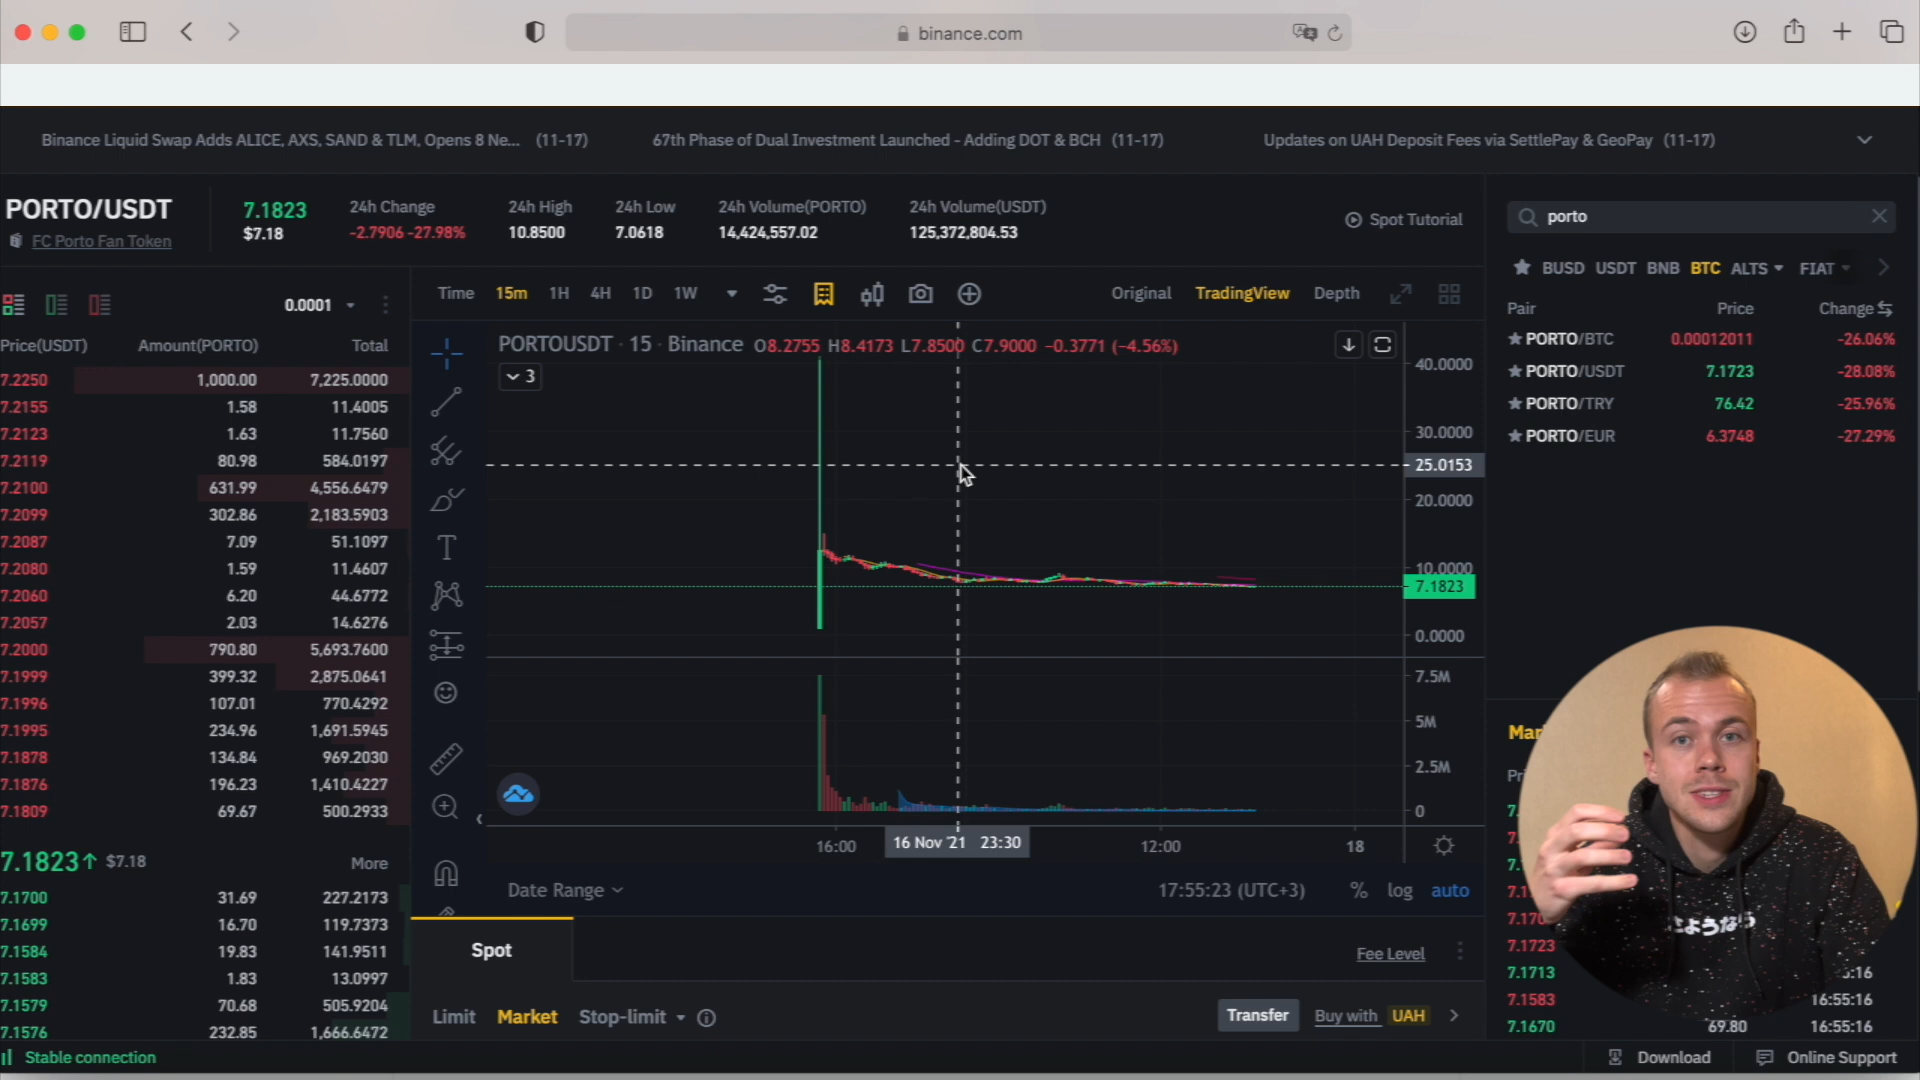 binance.com
Binance Liquid Swap Adds ALICE, AXS, SAND & TLM, Opens 8 Ne... (11-17)
67th Phase of Dual Investment Launched - Adding DOT & BCH (11-17)
Updates on UAH Deposit Fees via SettlePay & GeoPay (11-17)
PORTO/USDT
FC Porto Fan Token
7.1823
$7.18
24h Change
-2.7906 -27.98%
24h High
10.8500
24h Low
7.0618
24h Volume(PORTO)
14,424,557.02
24h Volume(USDT)
125,372,804.53
Spot Tutorial
0.0001
Price(USDT) Amount(PORTO) Total
7.2250 1,000.00 7,225.0000
7.2155 1.58 11.4005
7.2123 1.63 11.7560
7.2119 80.98 584.0197
7.2100 631.99 4,556.6479
7.2099 302.86 2,183.5903
7.2087 7.09 51.1097
7.2080 1.59 11.4607
7.2060 6.20 44.6772
7.2057 2.03 14.6276
7.2000 790.80 5,693.7600
7.1999 399.32 2,875.0641
7.1996 107.01 770.4292
7.1995 234.96 1,691.5945
7.1878 134.84 969.2030
7.1876 196.23 1,410.4227
7.1809 69.67 500.2933
7.1823↑ $7.18 More
7.1700 31.69 227.2173
7.1699 16.70 119.7373
7.1584 19.83 141.9511
7.1583 1.83 13.0997
7.1579 70.68 505.9204
7.1576 232.85 1,666.6472
Stable connection
Time 15m 1H 4H 1D 1W
Original TradingView Depth
PORTOUSDT · 15 · Binance O8.2755 H8.4173 L7.8500 C7.9000 −0.3771 (−4.56%)
3
40.0000
30.0000
25.0153
20.0000
10.0000
7.1823
0.0000
7.5M
5M
2.5M
0
16:00 16 Nov '21 23:30 12:00 18
Date Range
17:55:23 (UTC+3) % log auto
Spot
Fee Level
Limit Market Stop-limit
Transfer Buy with UAH
porto
BUSD USDT BNB BTC ALTS FIAT
Pair Price Change
PORTO/BTC 0.00012011 -26.06%
PORTO/USDT 7.1723 -28.08%
PORTO/TRY 76.42 -25.96%
PORTO/EUR 6.3748 -27.29%
7.1723
7.1713
7.1583 16:55:16
7.1670 69.80 16:55:16
さようなら
Download Online Support